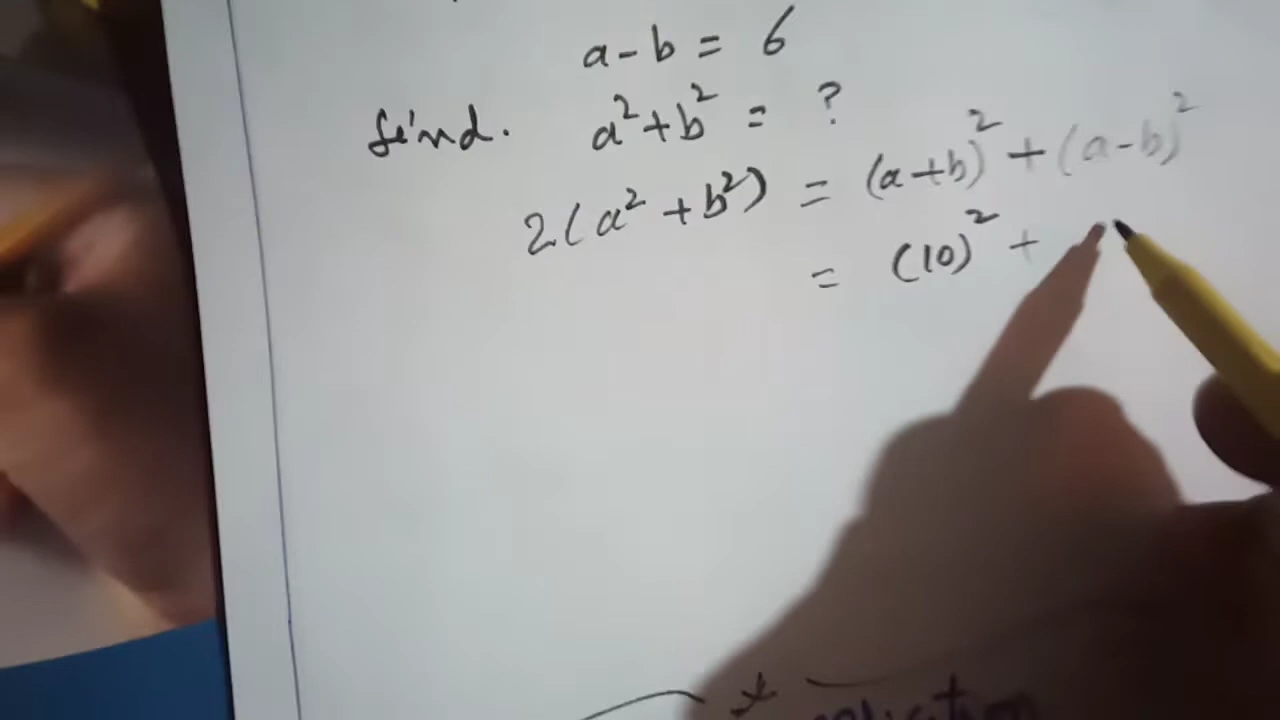 a - b = 6
find. a² + b² = ?
2(a² + b²) = (a + b)² + (a - b)²
= (10)² +